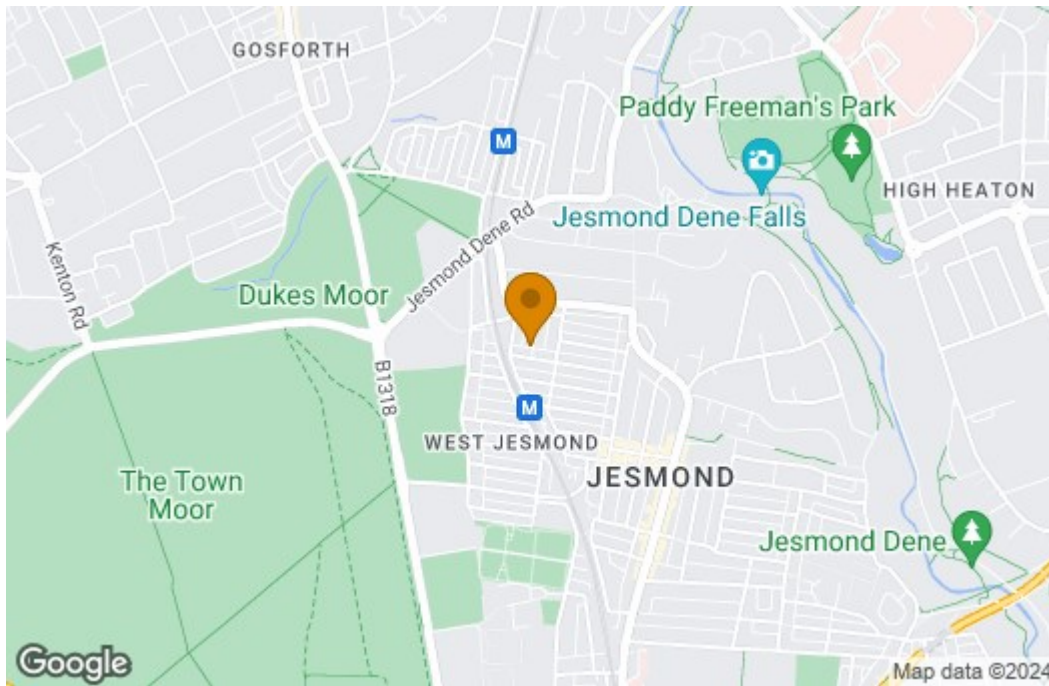 GOSFORTH
M
Paddy Freeman's Park
HIGH HEATON
Jesmond Dene Falls
Jesmond Dene Rd
Kenton Rd
Dukes Moor
B1318
M
WEST JESMOND
JESMOND
The Town
Moor
Jesmond Dene
Google
Map data ©2024